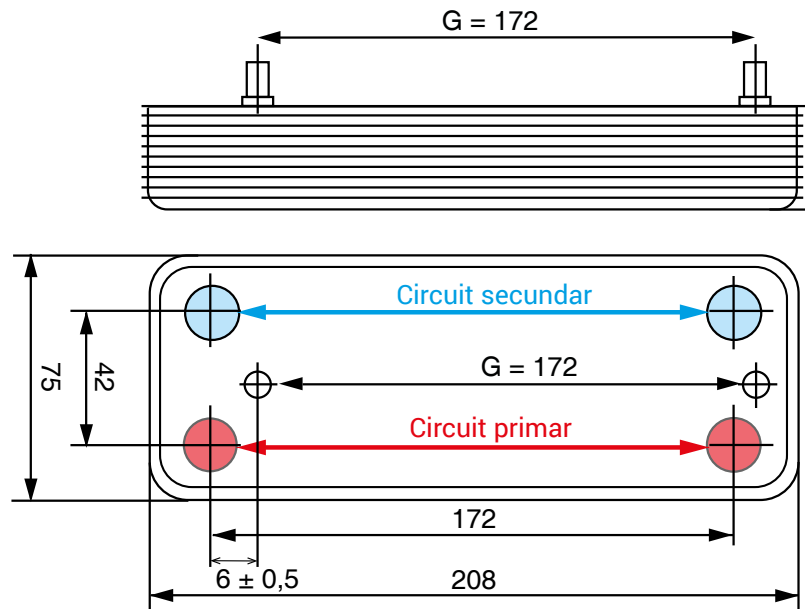 G = 172
Circuit secundar
G = 172
75
42
Circuit primar
172
6 ± 0,5
208